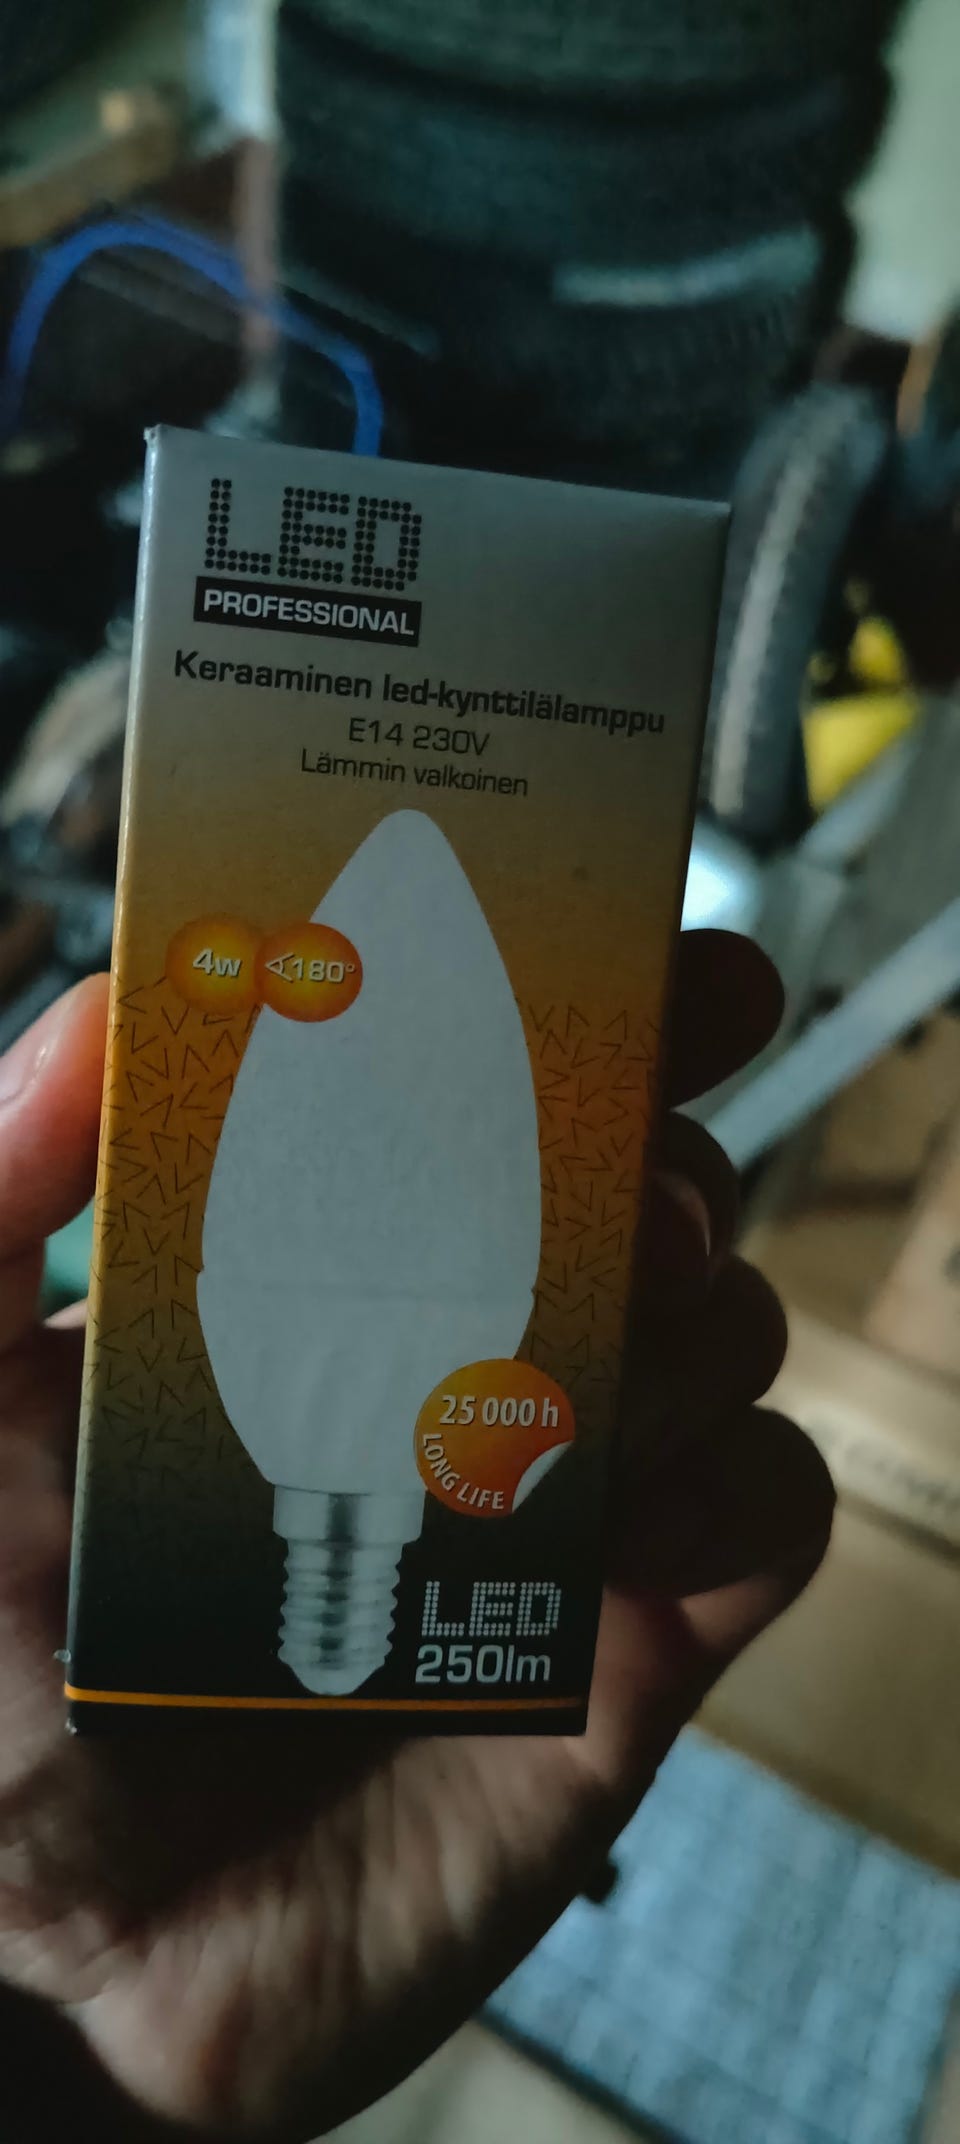 LED
PROFESSIONAL
Keraaminen led-kynttilälamppu
E14 230V
Lämmin valkoinen
4w ∢180°
25 000 h
LONG LIFE
LED
250lm